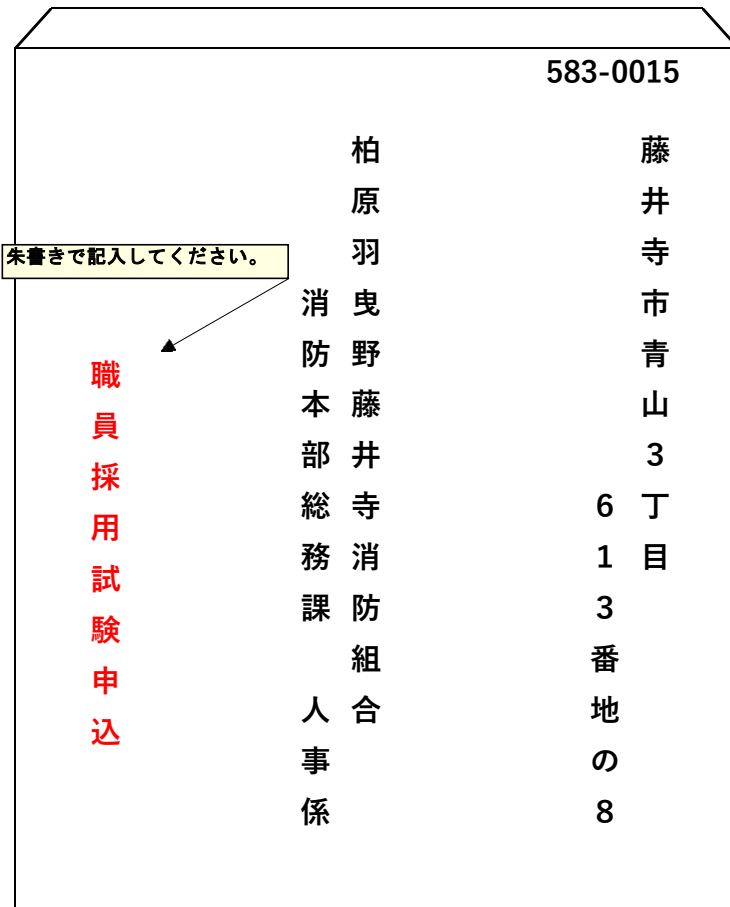 583-0015
藤井寺市青山3丁目
613番地の8
柏原羽曳野藤井寺消防組合
消防本部総務課　人事係
朱書きで記入してください。
職員採用試験申込